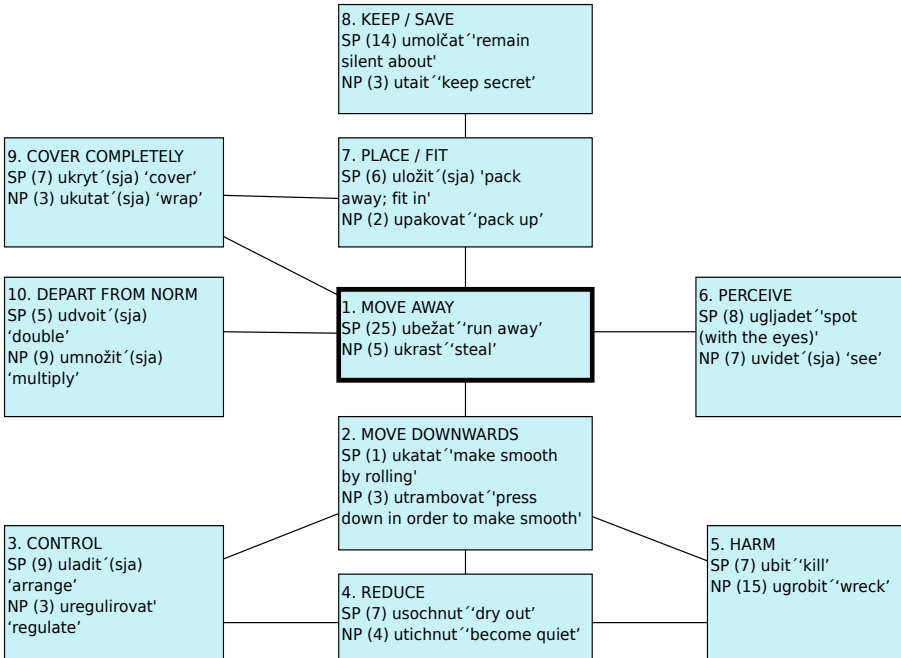 8. KEEP / SAVE
SP (14) umolčat´'remain
silent about'
NP (3) utait´‘keep secret’
9. COVER COMPLETELY
SP (7) ukryt´(sja) ‘cover’
NP (3) ukutat´(sja) ‘wrap’
7. PLACE / FIT
SP (6) uložit´(sja) 'pack
away; fit in'
NP (2) upakovat´‘pack up’
10. DEPART FROM NORM
SP (5) udvoit´(sja)
‘double’
NP (9) umnožit´(sja)
‘multiply’
1. MOVE AWAY
SP (25) ubežat´‘run away’
NP (5) ukrast´‘steal’
6. PERCEIVE
SP (8) ugljadet´'spot
(with the eyes)'
NP (7) uvidet´(sja) ‘see’
2. MOVE DOWNWARDS
SP (1) ukatat´'make smooth
by rolling'
NP (3) utrambovat´'press
down in order to make smooth'
3. CONTROL
SP (9) uladit´(sja)
‘arrange’
NP (3) uregulirovat'
‘regulate’
4. REDUCE
SP (7) usochnut´‘dry out’
NP (4) utichnut´‘become quiet’
5. HARM
SP (7) ubit´‘kill’
NP (15) ugrobit´‘wreck’